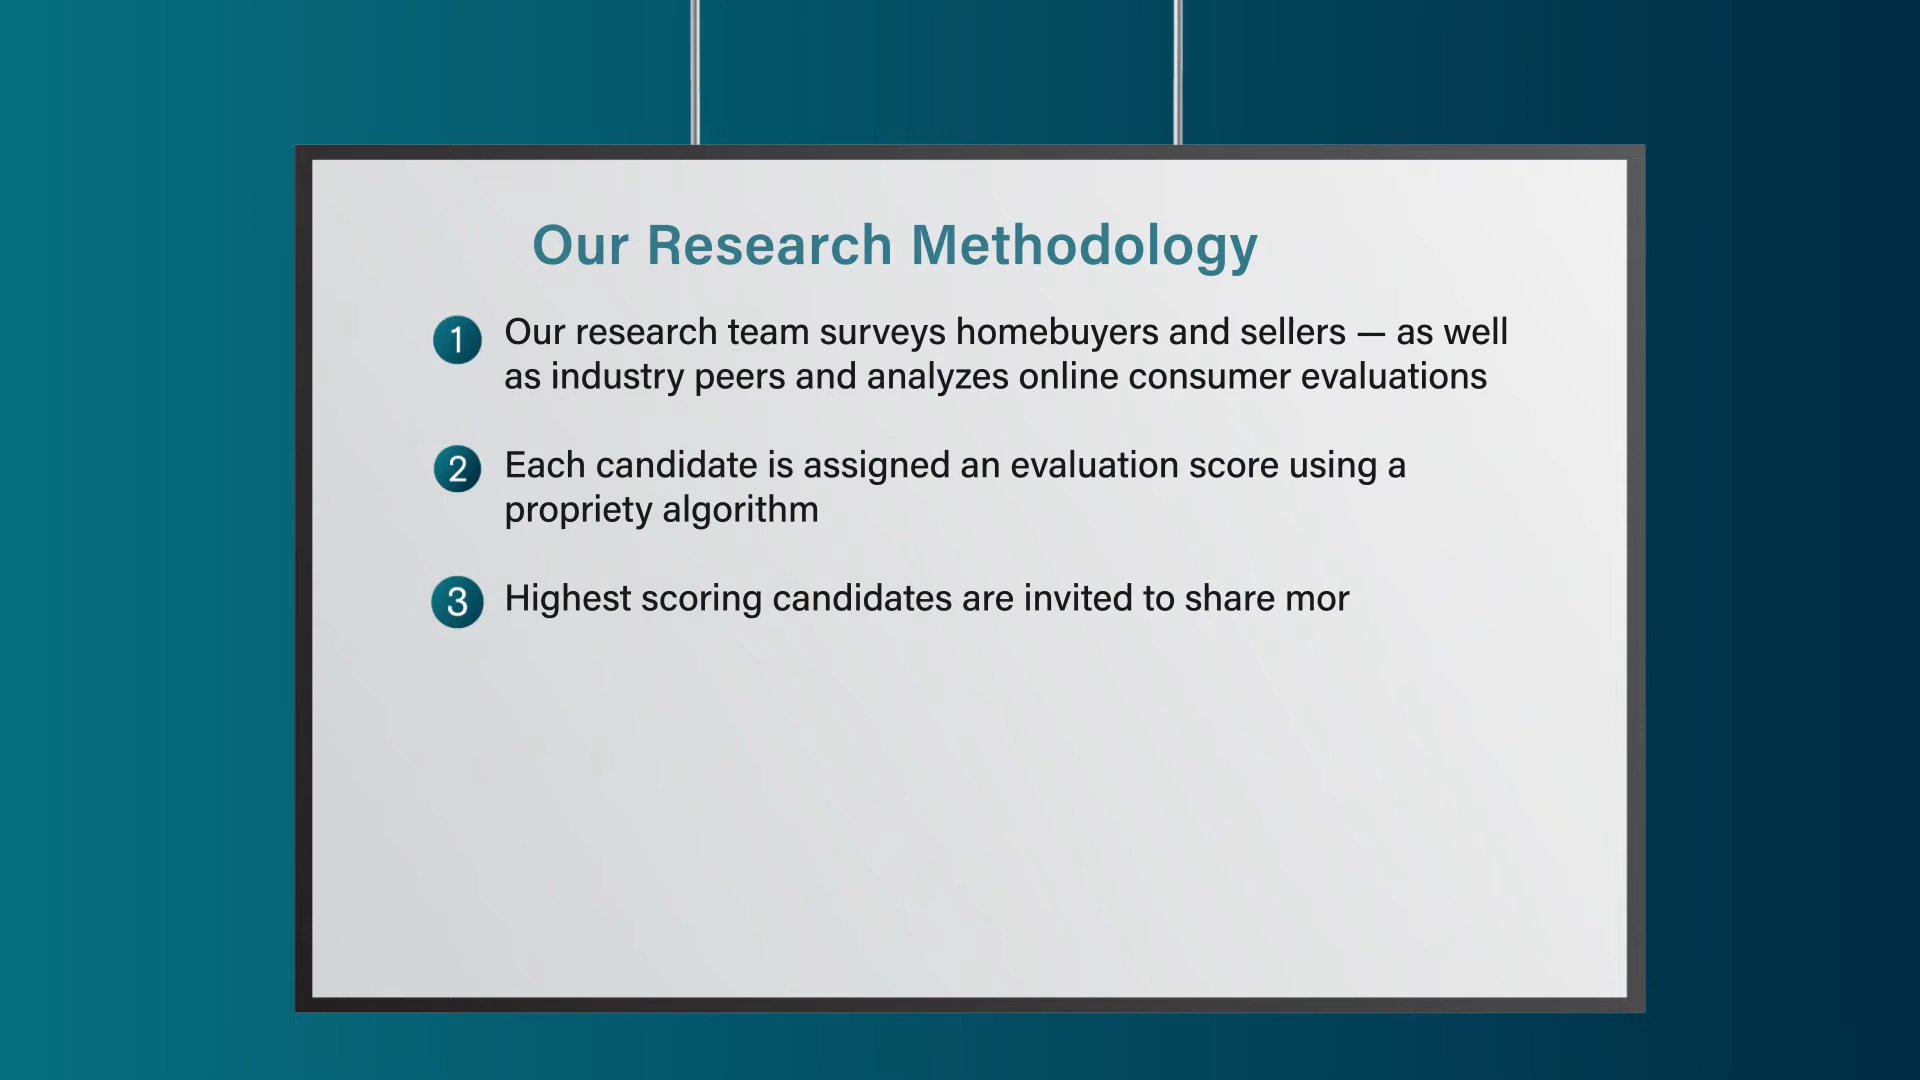 Our Research Methodology
1 Our research team surveys homebuyers and sellers — as well
as industry peers and analyzes online consumer evaluations
2 Each candidate is assigned an evaluation score using a
propriety algorithm
3 Highest scoring candidates are invited to share mor